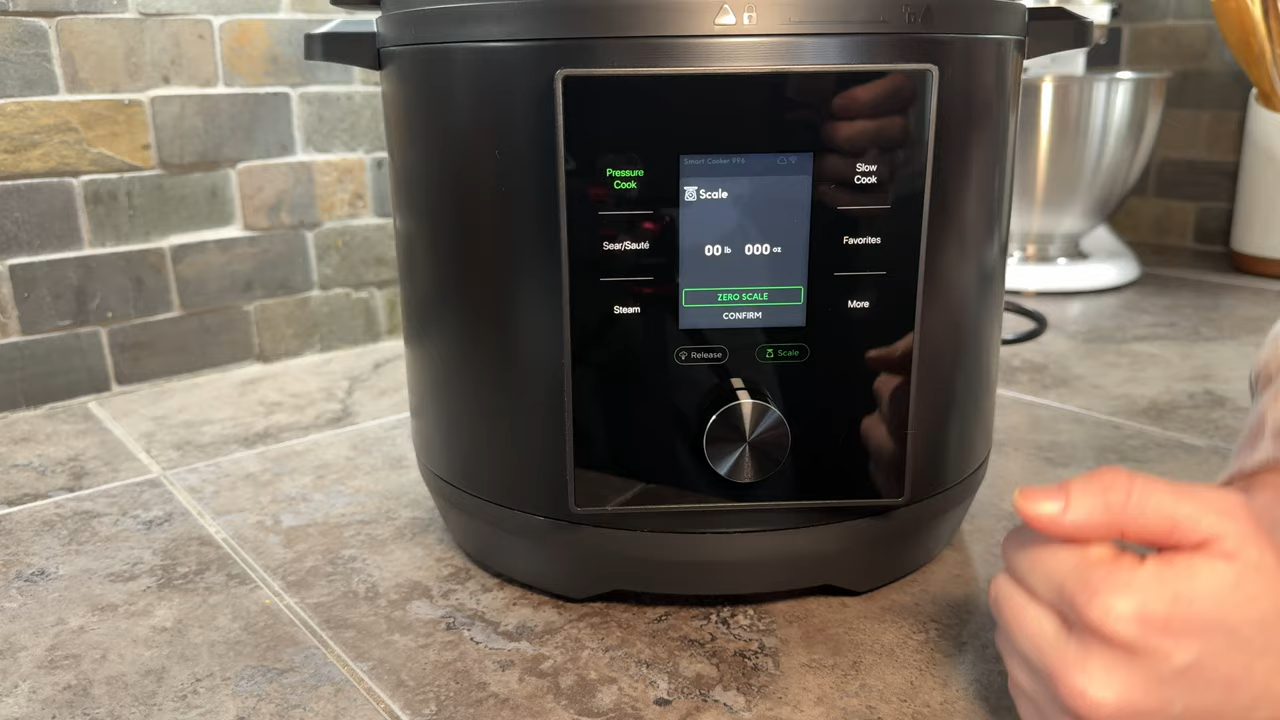 Smart Cooker 996
Pressure
Cook
Sear/Sauté
Steam
Scale
00 lb 000 oz
ZERO SCALE
CONFIRM
Slow
Cook
Favorites
More
Release
Scale